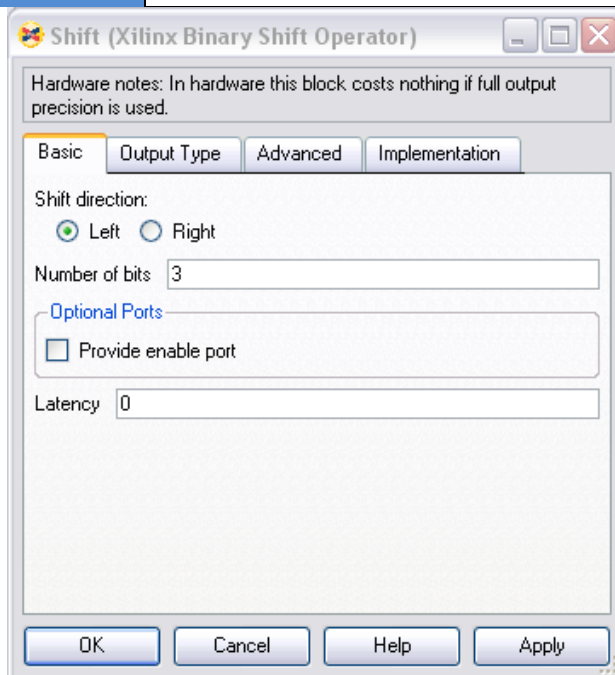 Shift (Xilinx Binary Shift Operator)
Hardware notes: In hardware this block costs nothing if full output
precision is used.
Basic Output Type Advanced Implementation
Shift direction:
Left Right
Number of bits 3
Optional Ports
Provide enable port
Latency 0
OK Cancel Help Apply